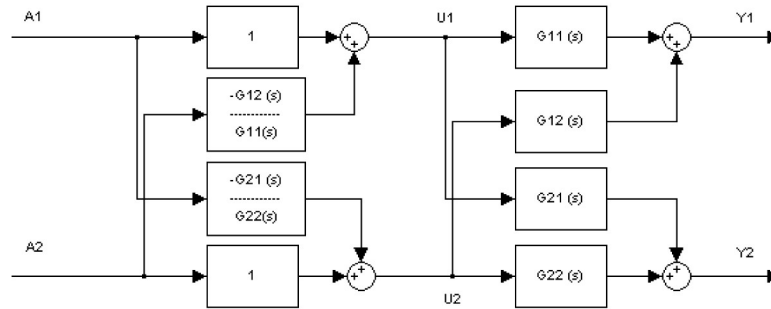 A1
U1
Y1
1
+
+
G11(s)
+
+
-G12 (s)
-----------
G11(s)
G12(s)
-G21 (s)
-----------
G22(s)
G21(s)
A2
Y2
1
+
+
G22(s)
+
+
U2